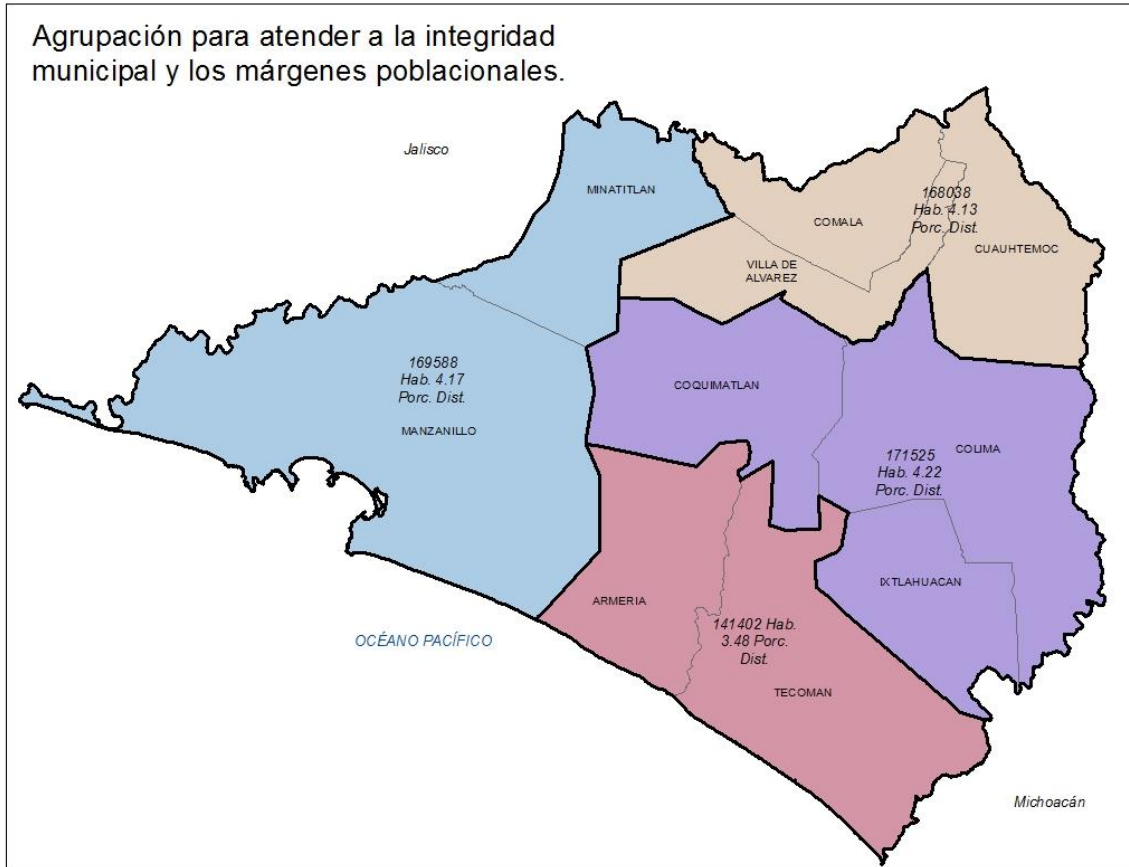 Agrupación para atender a la integridad
municipal y los márgenes poblacionales.
Jalisco
MINATITLAN
COMALA
168038
Hab. 4.13
Porc. Dist.
CUAUHTEMOC
VILLA DE
ALVAREZ
169588
Hab. 4.17
Porc. Dist.
MANZANILLO
COQUIMATLAN
COLIMA
171525
Hab. 4.22
Porc. Dist.
IXTLAHUACAN
ARMERIA
141402 Hab.
3.48 Porc.
Dist.
OCÉANO PACÍFICO
TECOMAN
Michoacán